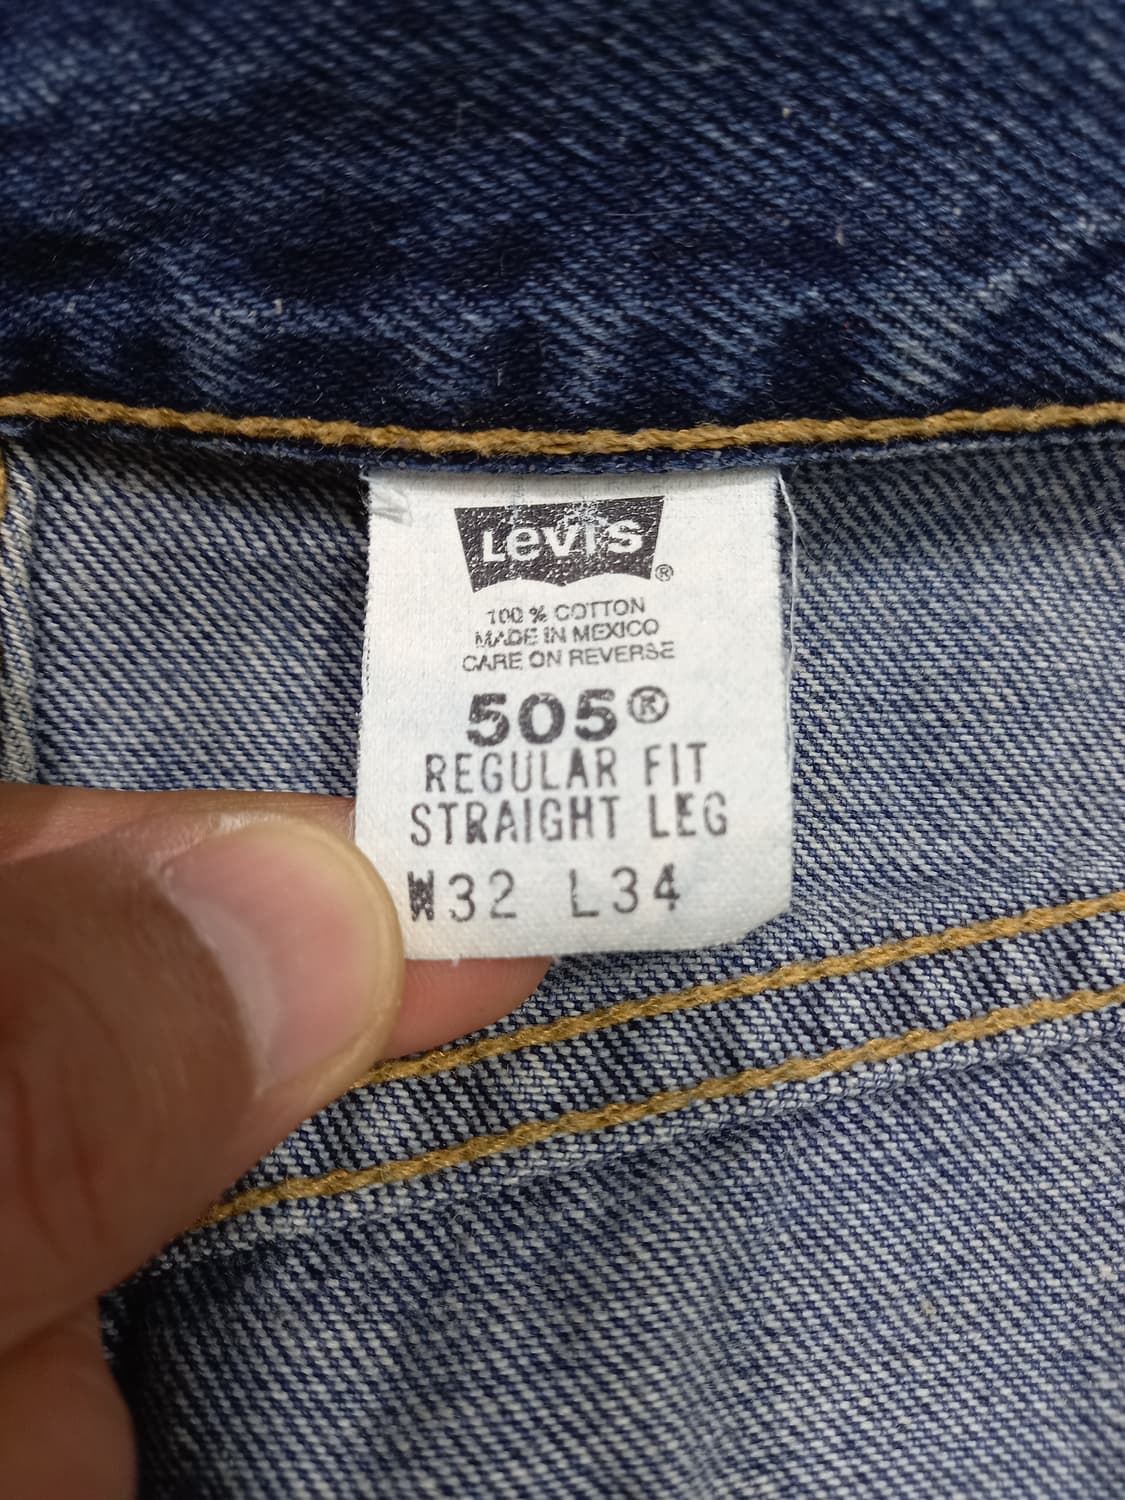 Levi's®
100 % COTTON
MADE IN MEXICO
CARE ON REVERSE
505®
REGULAR FIT
STRAIGHT LEG
W32 L34